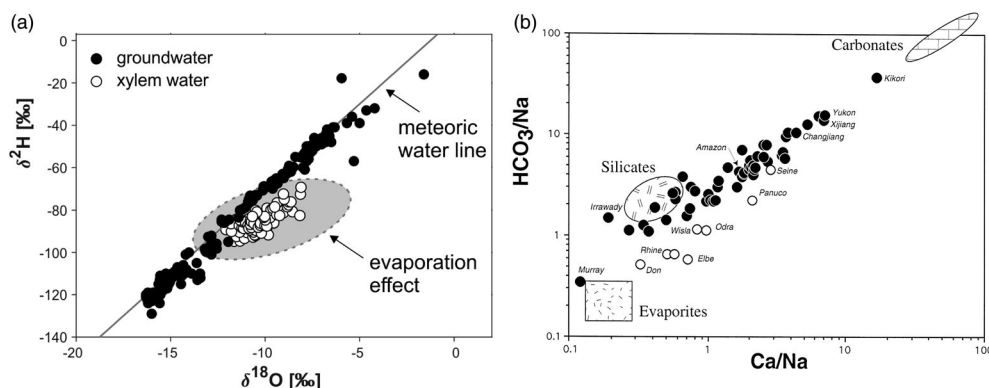 (a)
0
-20
-40
-60
-80
-100
-120
-140
δ²H [‰]
groundwater
xylem water
meteoric
water line
evaporation
effect
-20
-15
-10
-5
0
δ¹⁸O [‰]
(b)
100
10
1
0.1
HCO₃/Na
Carbonates
Kikori
Yukon
Xijiang
Changjiang
Amazon
Seine
Silicates
Panuco
Irrawady
Wisla
Odra
Rhine
Elbe
Don
Murray
Evaporites
0.1
1
10
100
Ca/Na